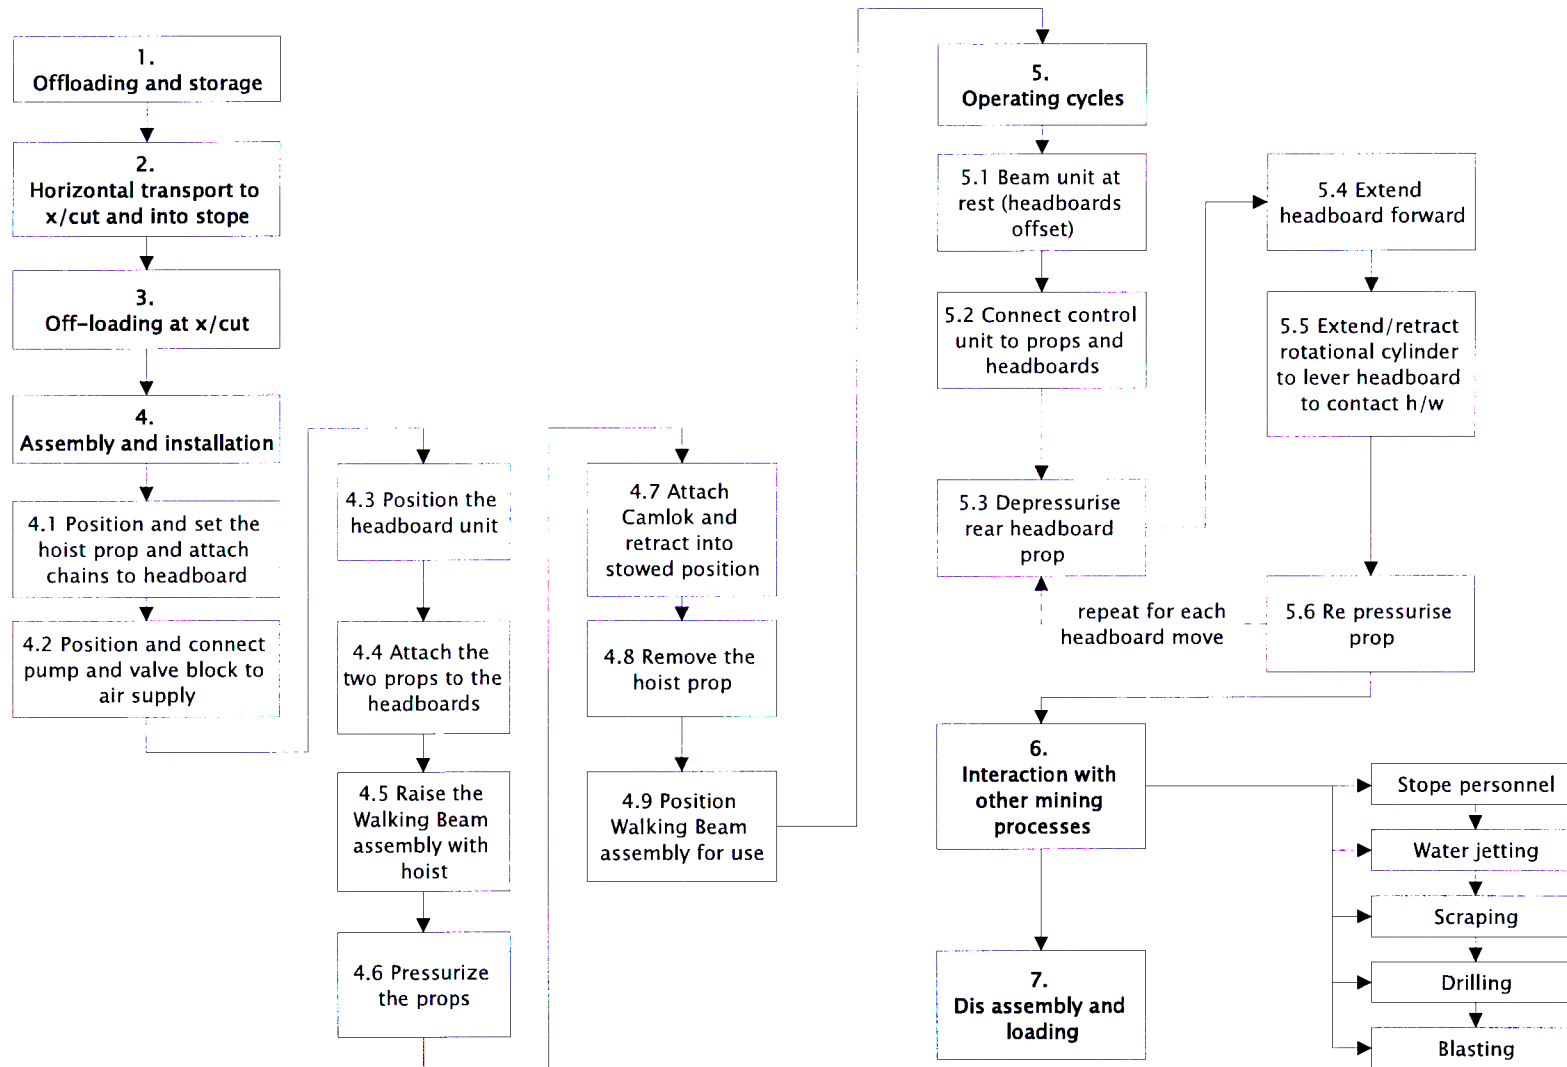 1.
Offloading and storage
2.
Horizontal transport to
x/cut and into stope
3.
Off-loading at x/cut
4.
Assembly and installation
4.1 Position and set the
hoist prop and attach
chains to headboard
4.2 Position and connect
pump and valve block to
air supply
4.3 Position the
headboard unit
4.4 Attach the
two props to the
headboards
4.5 Raise the
Walking Beam
assembly with
hoist
4.6 Pressurize
the props
4.7 Attach
Camlok and
retract into
stowed position
4.8 Remove the
hoist prop
4.9 Position
Walking Beam
assembly for use
5.
Operating cycles
5.1 Beam unit at
rest (headboards
offset)
5.2 Connect control
unit to props and
headboards
5.3 Depressurise
rear headboard
prop
5.4 Extend
headboard forward
5.5 Extend/retract
rotational cylinder
to lever headboard
to contact h/w
5.6 Re pressurise
prop
repeat for each
headboard move
6.
Interaction with
other mining
processes
7.
Dis assembly and
loading
Stope personnel
Water jetting
Scraping
Drilling
Blasting